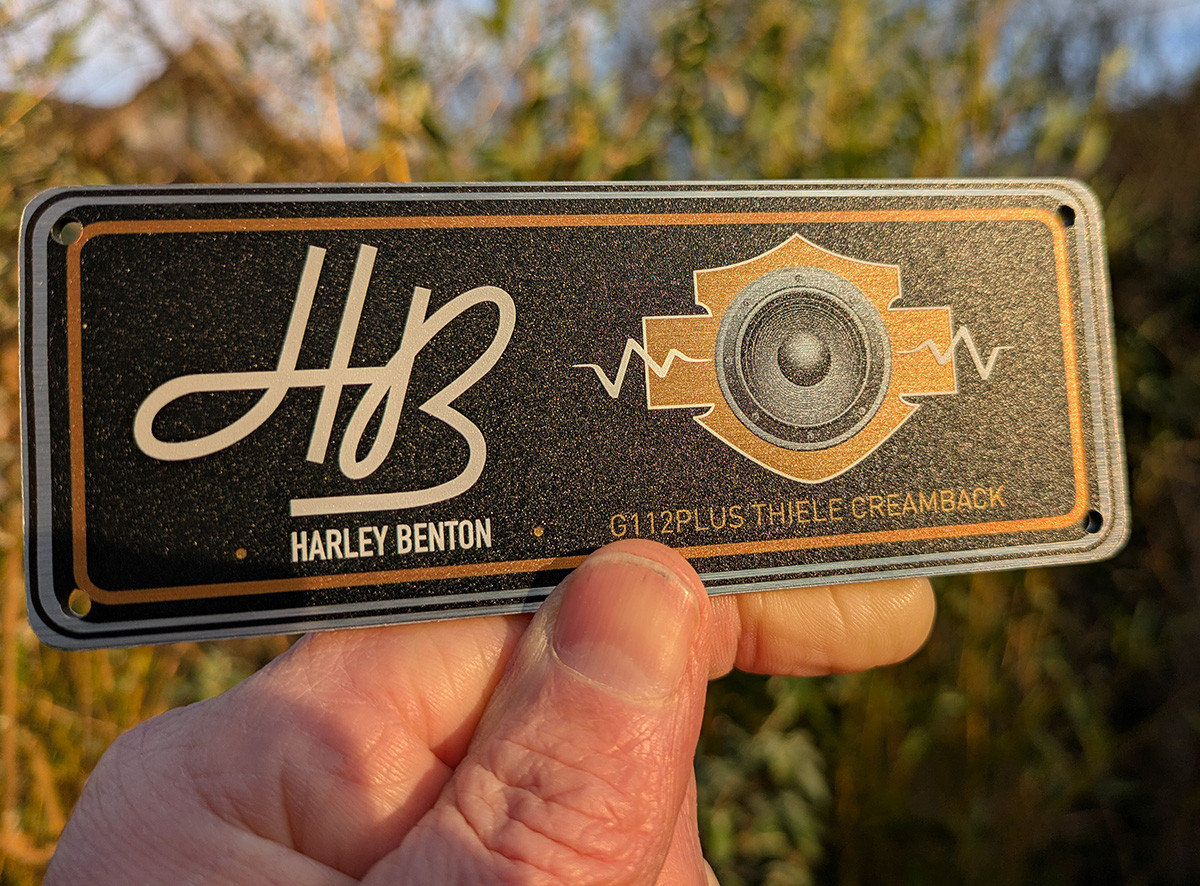 HB
HARLEY BENTON
G112PLUS THIELE CREAMBACK